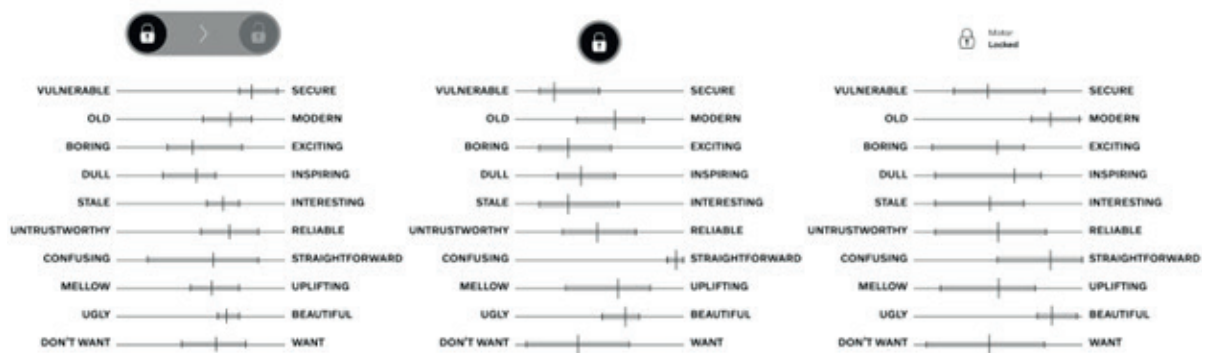 Motor
Locked
VULNERABLE SECURE
OLD MODERN
BORING EXCITING
DULL INSPIRING
STALE INTERESTING
UNTRUSTWORTHY RELIABLE
CONFUSING STRAIGHTFORWARD
MELLOW UPLIFTING
UGLY BEAUTIFUL
DON'T WANT WANT
VULNERABLE SECURE
OLD MODERN
BORING EXCITING
DULL INSPIRING
STALE INTERESTING
UNTRUSTWORTHY RELIABLE
CONFUSING STRAIGHTFORWARD
MELLOW UPLIFTING
UGLY BEAUTIFUL
DON'T WANT WANT
VULNERABLE SECURE
OLD MODERN
BORING EXCITING
DULL INSPIRING
STALE INTERESTING
UNTRUSTWORTHY RELIABLE
CONFUSING STRAIGHTFORWARD
MELLOW UPLIFTING
UGLY BEAUTIFUL
DON'T WANT WANT